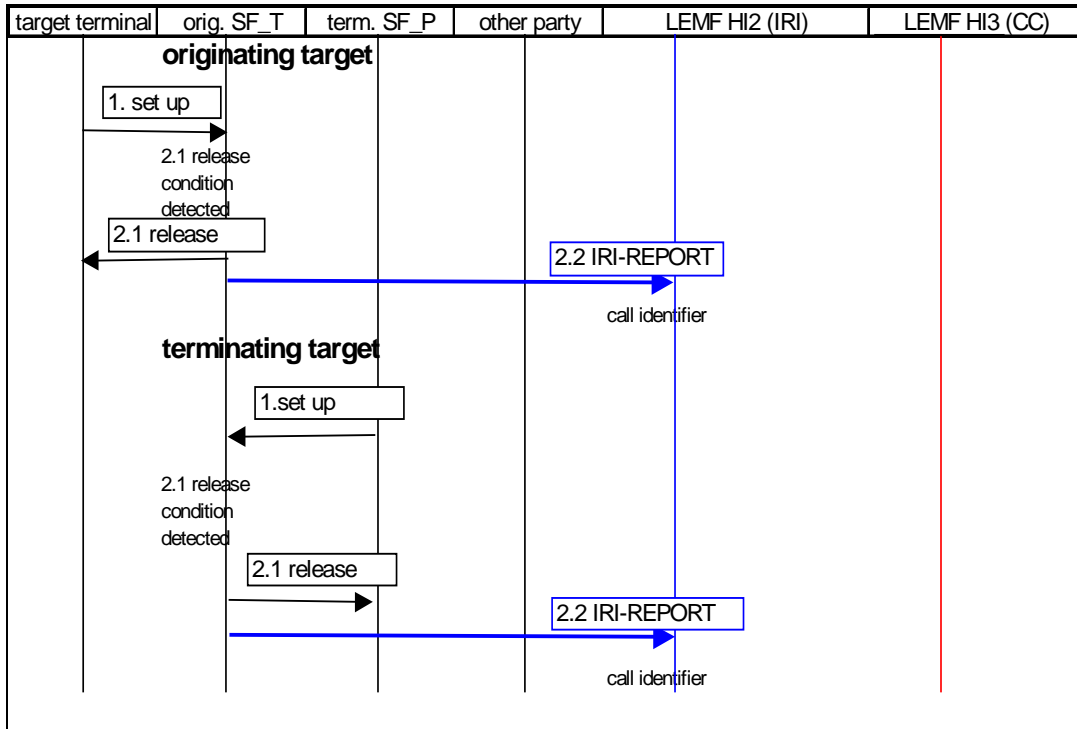 target terminal orig. SF_T term. SF_P other party LEMF HI2 (IRI) LEMF HI3 (CC)
originating target
1. set up
2.1 release
condition
detected
2.1 release
2.2 IRI-REPORT
call identifier
terminating target
1.set up
2.1 release
condition
detected
2.1 release
2.2 IRI-REPORT
call identifier